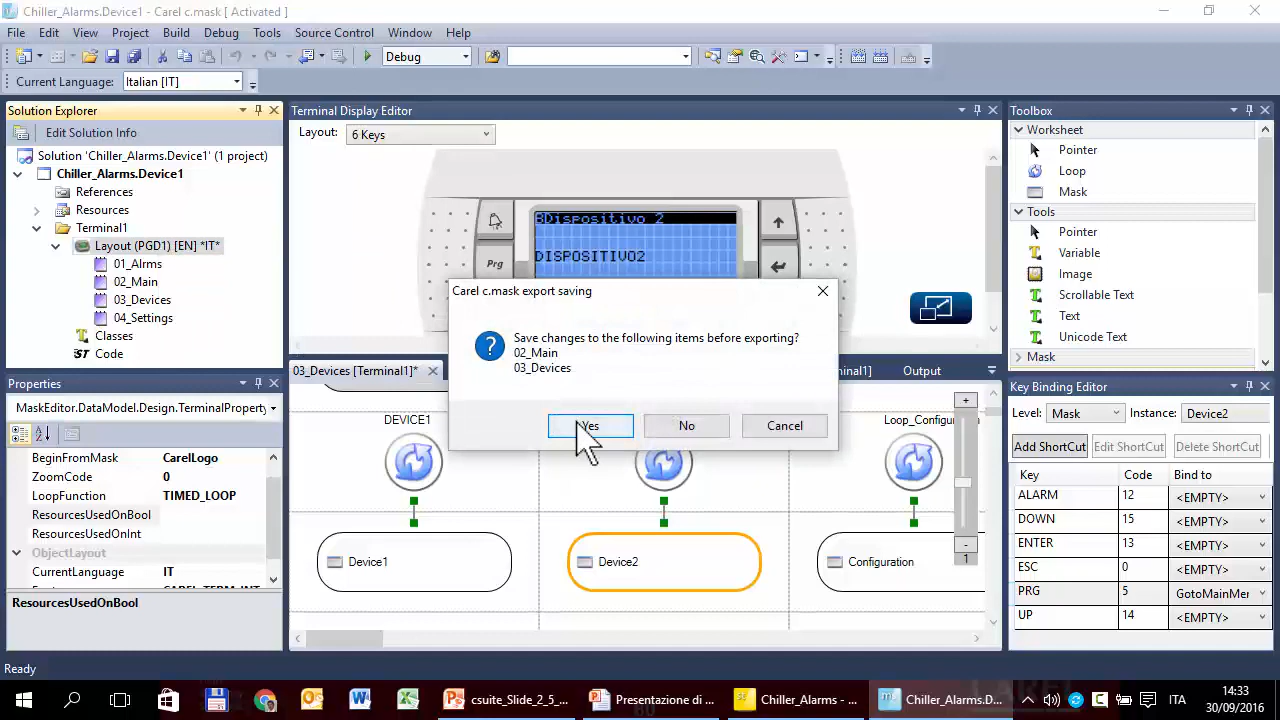 Chiller_Alarms.Device1 - Carel c.mask [ Activated ]
File Edit View Project Build Debug Tools Source Control Window Help
Debug
Current Language: Italian [IT]
Solution Explorer
Edit Solution Info
Solution 'Chiller_Alarms.Device1' (1 project)
Chiller_Alarms.Device1
References
Resources
Terminal1
Layout (PGD1) [EN] *IT*
01_Alrms
02_Main
03_Devices
04_Settings
Classes
Code
Properties
MaskEditor.DataModel.Design.TerminalProperty
BeginFromMask CarelLogo
ZoomCode 0
LoopFunction TIMED_LOOP
ResourcesUsedOnBool
ResourcesUsedOnInt
ObjectLayout
CurrentLanguage IT
ResourcesUsedOnBool
Ready
Terminal Display Editor
Layout: 6 Keys
Dispositivo 2
DISPOSITIVO2
Prg
Carel c.mask export saving
Save changes to the following items before exporting?
02_Main
03_Devices
Yes No Cancel
03_Devices [Terminal1]*
Output
DEVICE1
Device1
Device2
Configuration
+
-
1
Toolbox
Worksheet
Pointer
Loop
Mask
Tools
Pointer
Variable
Image
Scrollable Text
Text
Unicode Text
Mask
Key Binding Editor
Level: Mask Instance: Device2
Add ShortCut Edit ShortCut Delete ShortCut
Key Code Bind to
ALARM 12 <EMPTY>
DOWN 15 <EMPTY>
ENTER 13 <EMPTY>
ESC 0 <EMPTY>
PRG 5 GotoMainMer
UP 14 <EMPTY>
csuite_Slide_2_5_... Presentazione di ... Chiller_Alarms - ... Chiller_Alarms.D...
ITA
14:33
30/09/2016